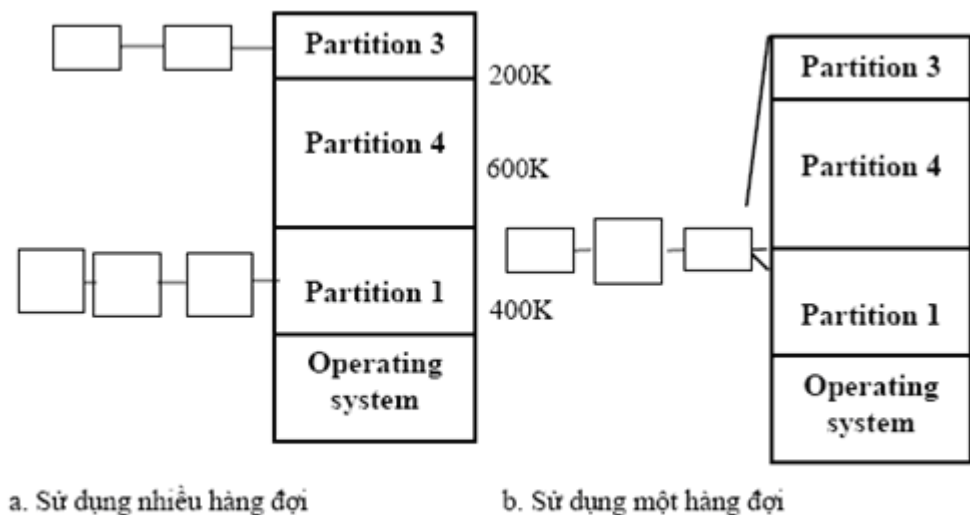 Partition 3
200K
Partition 4
600K
Partition 1
400K
Operating
system
a. Sử dụng nhiều hàng đợi
Partition 3
Partition 4
Partition 1
Operating
system
b. Sử dụng một hàng đợi